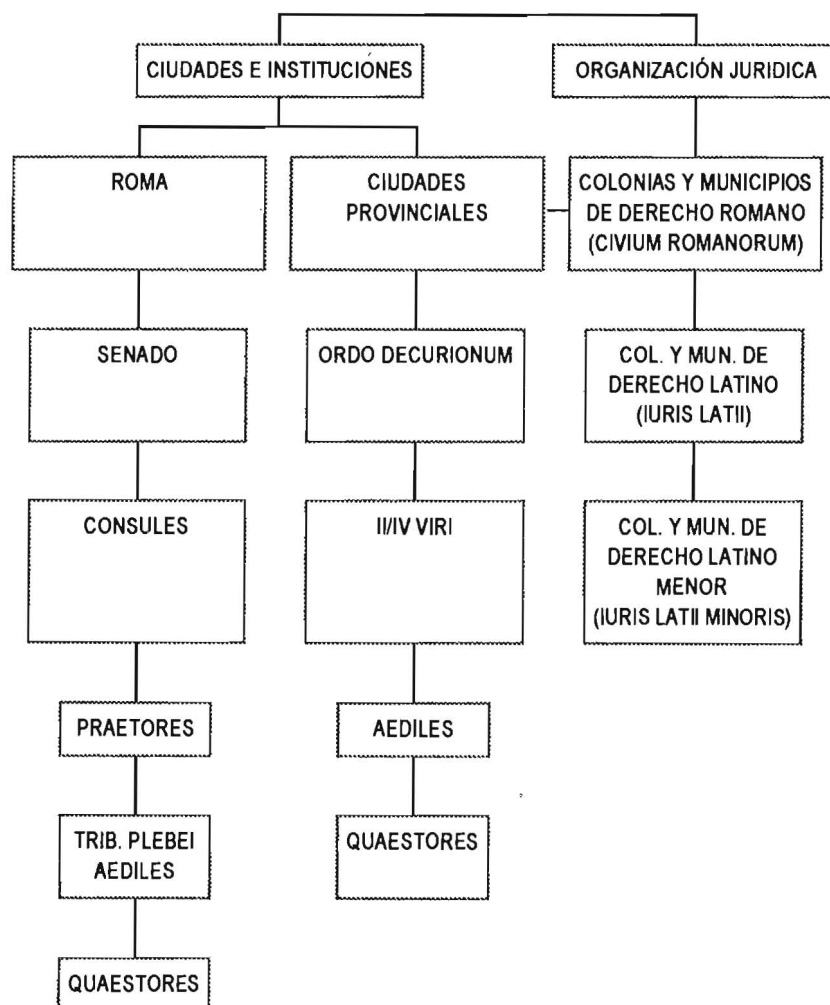 CIUDADES E INSTITUCIÓNES
ORGANIZACIÓN JURIDICA
ROMA
CIUDADES
PROVINCIALES
COLONIAS Y MUNICIPIOS
DE DERECHO ROMANO
(CIVIUM ROMANORUM)
SENADO
ORDO DECURIONUM
COL. Y MUN. DE
DERECHO LATINO
(IURIS LATII)
CONSULES
II/IV VIRI
COL. Y MUN. DE
DERECHO LATINO
MENOR
(IURIS LATII MINORIS)
PRAETORES
AEDILES
TRIB. PLEBEI
AEDILES
QUAESTORES
QUAESTORES